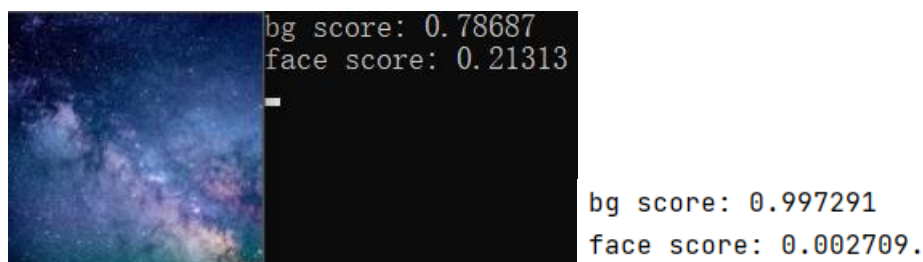 bg score: 0.78687
face score: 0.21313
bg score: 0.997291
face score: 0.002709.